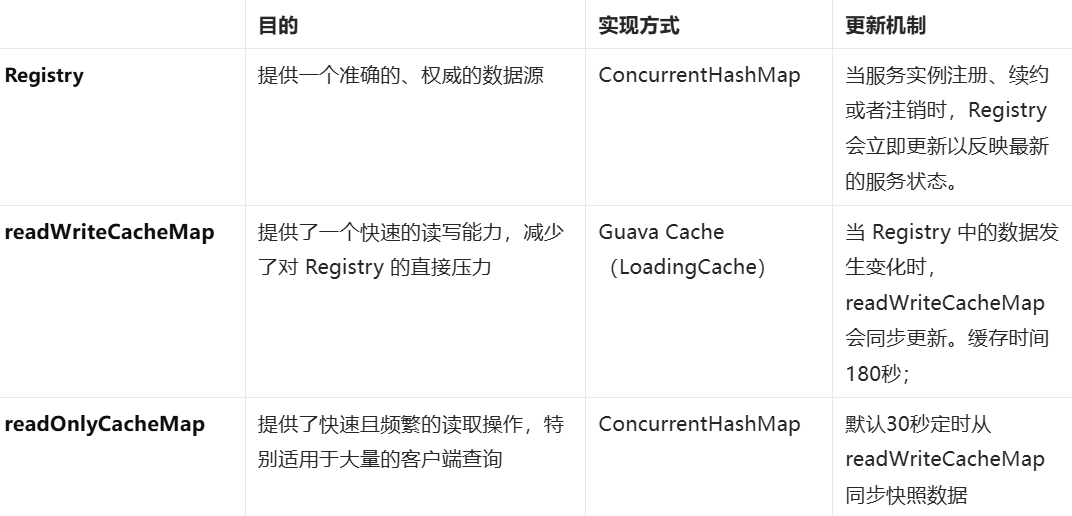 目的 实现方式 更新机制
Registry 提供一个准确的、权威的数据源 ConcurrentHashMap 当服务实例注册、续约
或者注销时，Registry
会立即更新以反映最新
的服务状态。
readWriteCacheMap 提供了一个快速的读写能力，减少 Guava Cache 当 Registry 中的数据发
了对 Registry 的直接压力 （LoadingCache） 生变化时，
readWriteCacheMap
会同步更新。缓存时间
180秒；
readOnlyCacheMap 提供了快速且频繁的读取操作，特 ConcurrentHashMap 默认30秒定时从
别适用于大量的客户端查询 readWriteCacheMap
同步快照数据